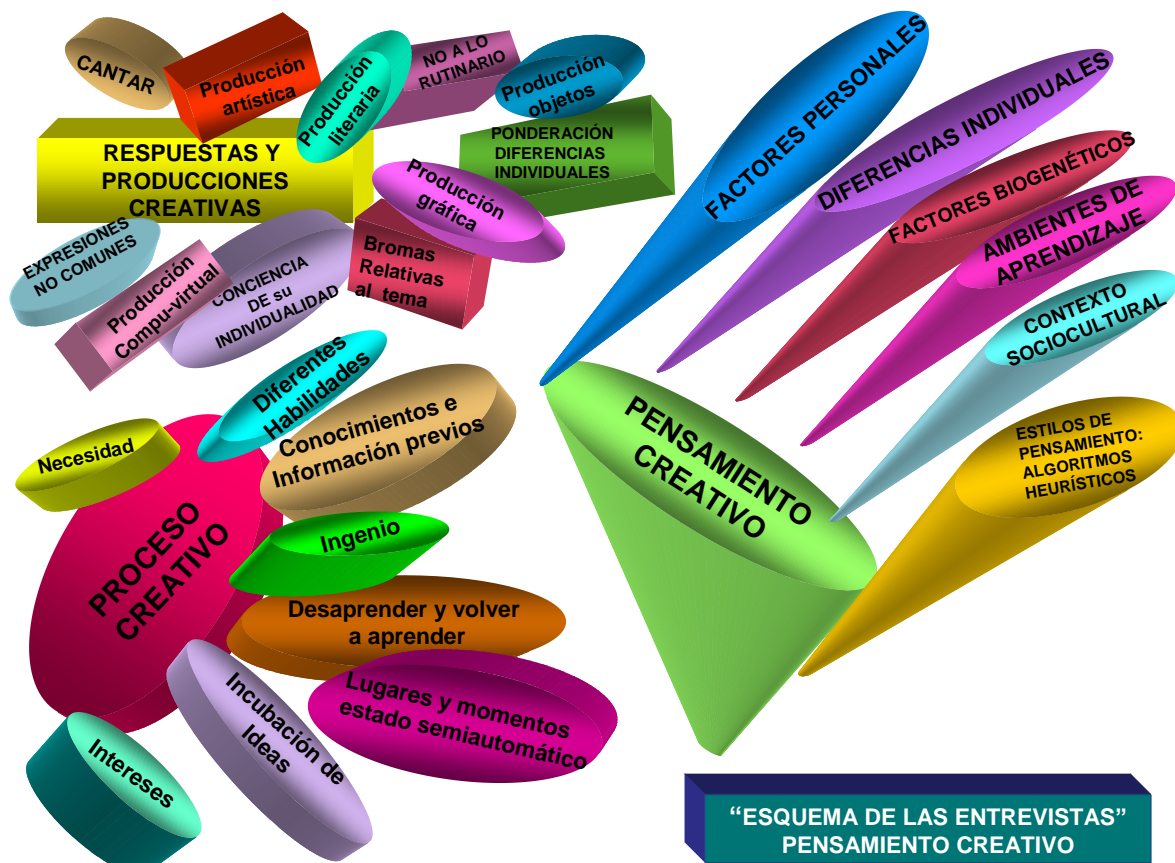 CANTAR
Producción
artística
Producción
literaria
NO A LO
RUTINARIO
Producción
objetos
RESPUESTAS Y
PRODUCCIONES
CREATIVAS
PONDERACIÓN
DIFERENCIAS
INDIVIDUALES
Producción
gráfica
EXPRESIONES
NO COMUNES
Producción
Compu-virtual
CONCIENCIA
DE su
INDIVIDUALIDAD
Bromas
Relativas
al tema
FACTORES PERSONALES
DIFERENCIAS INDIVIDUALES
FACTORES BIOGENÉTICOS
AMBIENTES DE
APRENDIZAJE
CONTEXTO
SOCIOCULTURAL
ESTILOS DE
PENSAMIENTO:
ALGORITMOS
HEURÍSTICOS
PENSAMIENTO
CREATIVO
Diferentes
Habilidades
Necesidad
Conocimientos e
Información previos
PROCESO
CREATIVO
Ingenio
Desaprender y volver
a aprender
Lugares y momentos
estado semiautomático
Incubación de
Ideas
Intereses
“ESQUEMA DE LAS ENTREVISTAS”
PENSAMIENTO CREATIVO